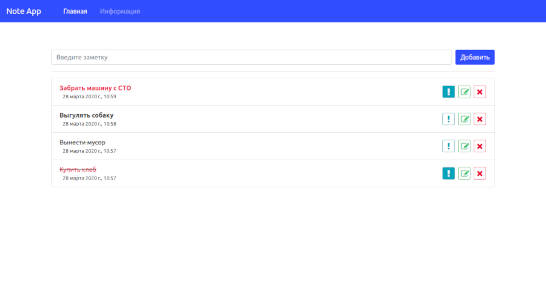 Note App Главная Информация
Введите заметку Добавить
Забрать машину с СТО
28 марта 2020 г., 10:59
Выгулять собаку
28 марта 2020 г., 10:58
Вынести мусор
28 марта 2020 г., 10:57
Купить хлеб
28 марта 2020 г., 10:57